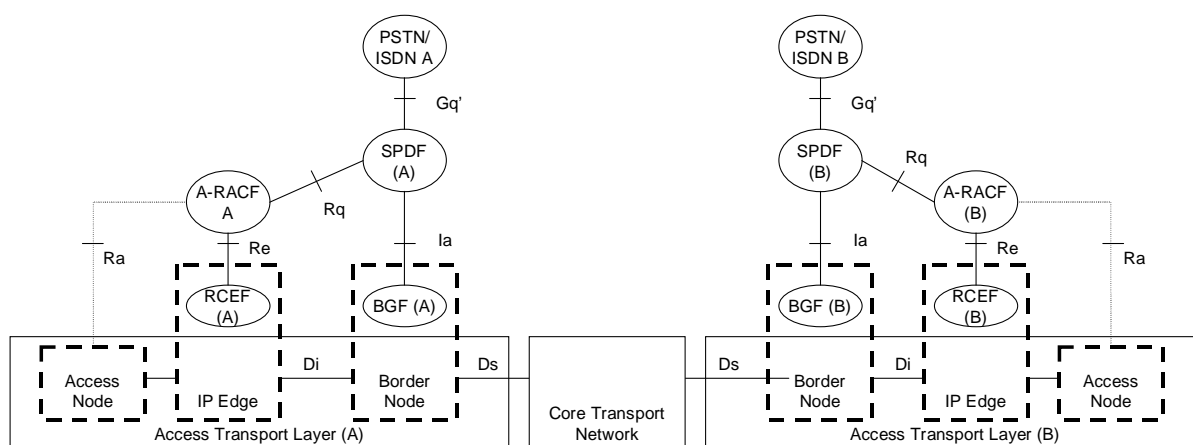 PSTN/
ISDN A
PSTN/
ISDN B
Gq'
Gq'
SPDF
(A)
SPDF
(B)
Rq
A-RACF
A
Rq
A-RACF
(B)
Ra
Re
Ia
Ia
Re
Ra
RCEF
(A)
BGF (A)
BGF (B)
RCEF
(B)
Access
Node
IP Edge
Di
Border
Node
Ds
Core Transport
Network
Ds
Border
Node
Di
IP Edge
Access
Node
Access Transport Layer (A)
Access Transport Layer (B)